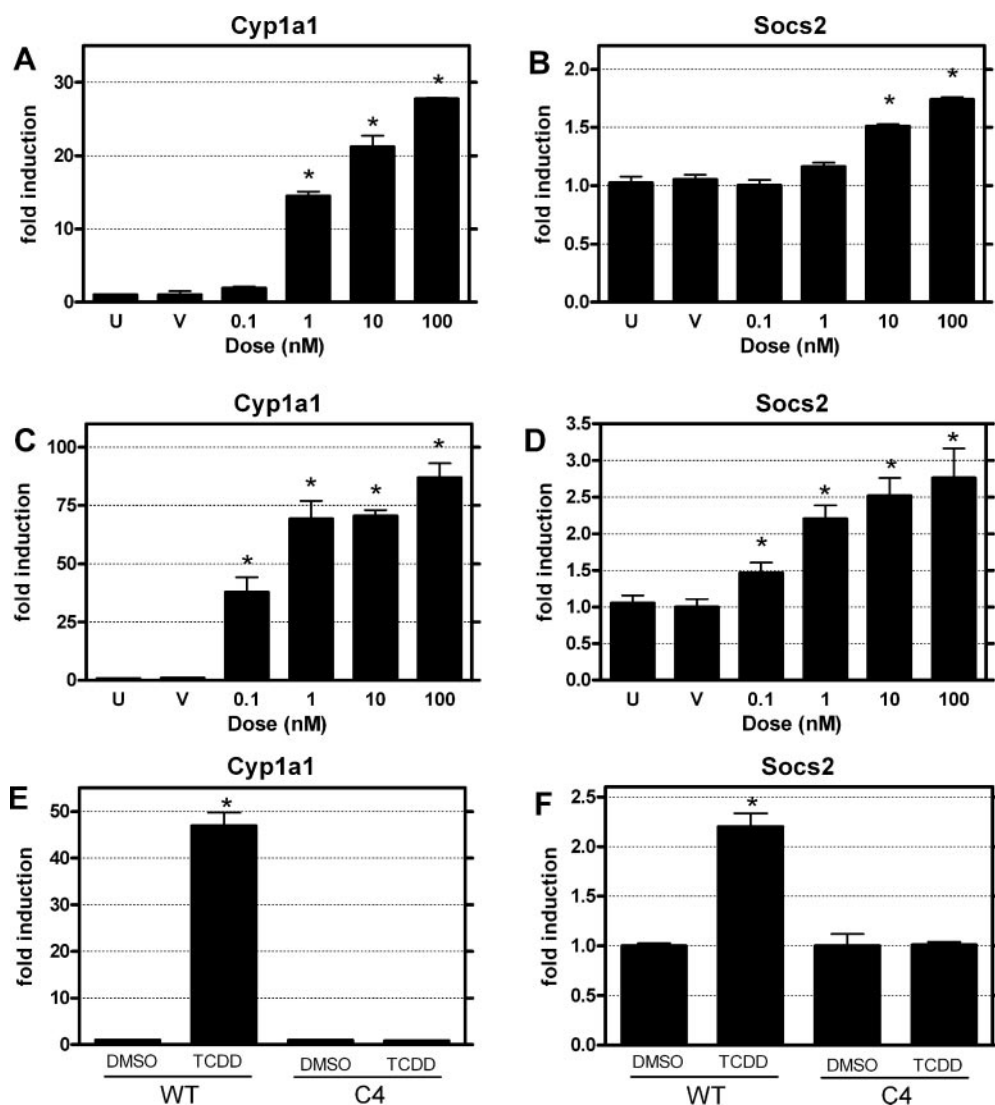 Cyp1a1
A
fold induction
30
20
10
0
U V 0.1 1 10 100
Dose (nM)
* * *
Socs2
B
fold induction
2.0
1.5
1.0
0.5
0.0
U V 0.1 1 10 100
Dose (nM)
* *
Cyp1a1
C
fold induction
100
75
50
25
0
U V 0.1 1 10 100
Dose (nM)
* * * *
Socs2
D
fold induction
3.5
3.0
2.5
2.0
1.5
1.0
0.5
0.0
U V 0.1 1 10 100
Dose (nM)
* * * *
Cyp1a1
E
fold induction
50
40
30
20
10
0
*
DMSO TCDD DMSO TCDD
WT C4
Socs2
F
fold induction
2.5
2.0
1.5
1.0
0.5
0.0
*
DMSO TCDD DMSO TCDD
WT C4